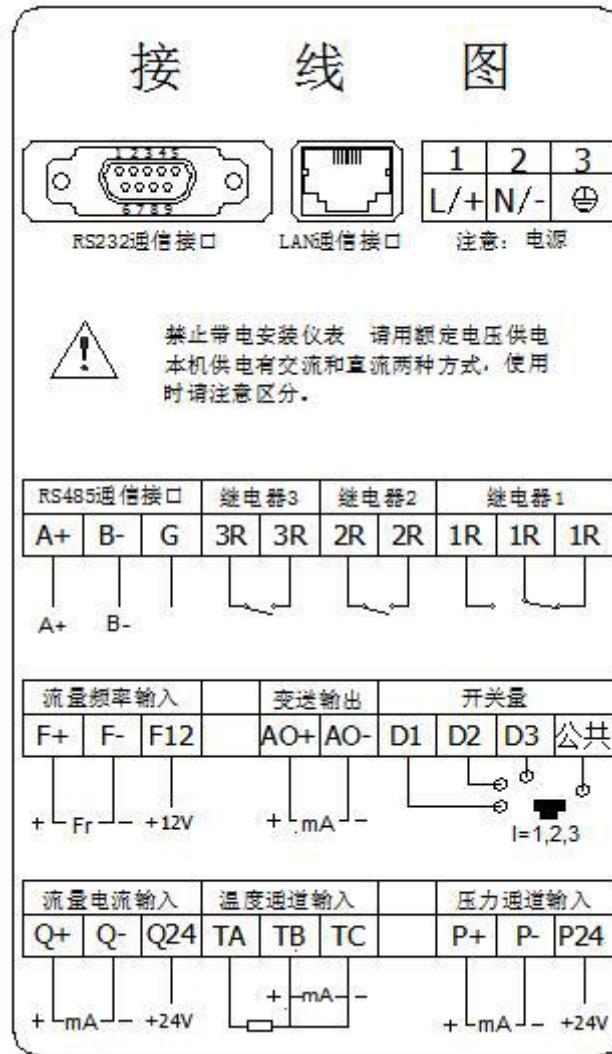 接 线 图
1 2 3 4 5
6 7 8 9
1 2 3
L/+ N/-
RS232通信接口 LAN通信接口 注意：电源
禁止带电安装仪表 请用额定电压供电
本机供电有交流和直流两种方式，使用
时请注意区分。
RS485通信接口 继电器3 继电器2 继电器1
A+ B- G 3R 3R 2R 2R 1R 1R 1R
A+ B-
流量频率输入 变送输出 开关量
F+ F- F12 AO+ AO- D1 D2 D3 公共
+ Fr - +12V + mA - I=1,2,3
流量电流输入 温度通道输入 压力通道输入
Q+ Q- Q24 TA TB TC P+ P- P24
+ mA -
+ mA - +24V + mA - +24V